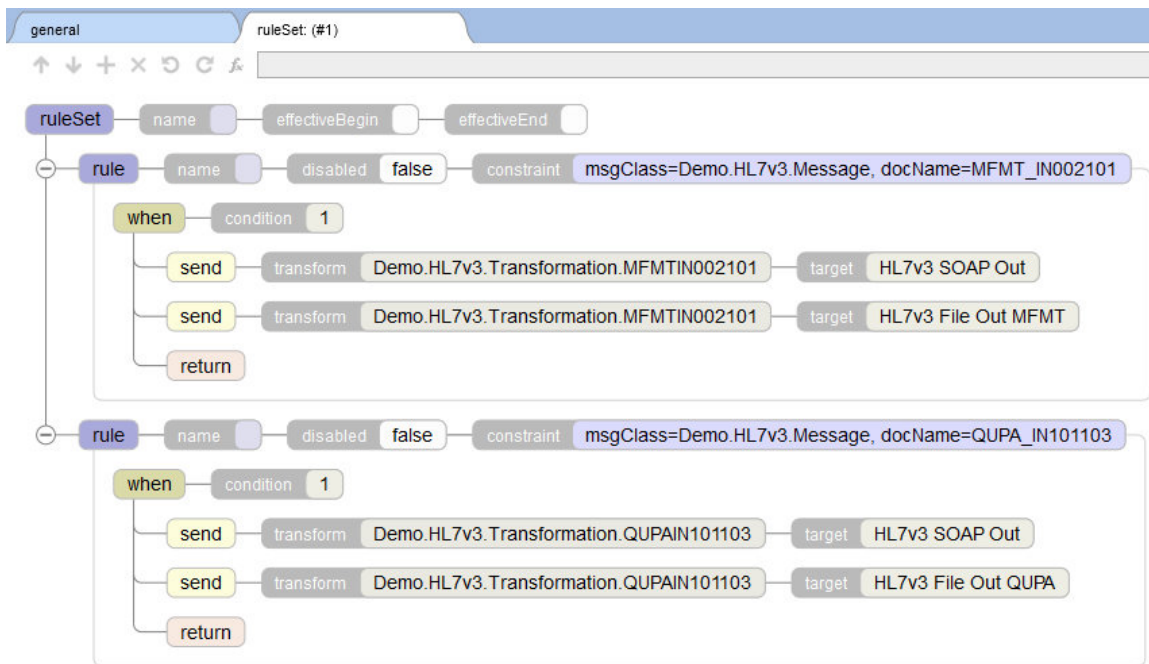 general ruleSet: (#1)
fx
ruleSet name effectiveBegin effectiveEnd
rule name disabled false constraint msgClass=Demo.HL7v3.Message, docName=MFMT_IN002101
when condition 1
send transform Demo.HL7v3.Transformation.MFMTIN002101 target HL7v3 SOAP Out
send transform Demo.HL7v3.Transformation.MFMTIN002101 target HL7v3 File Out MFMT
return
rule name disabled false constraint msgClass=Demo.HL7v3.Message, docName=QUPA_IN101103
when condition 1
send transform Demo.HL7v3.Transformation.QUPAIN101103 target HL7v3 SOAP Out
send transform Demo.HL7v3.Transformation.QUPAIN101103 target HL7v3 File Out QUPA
return